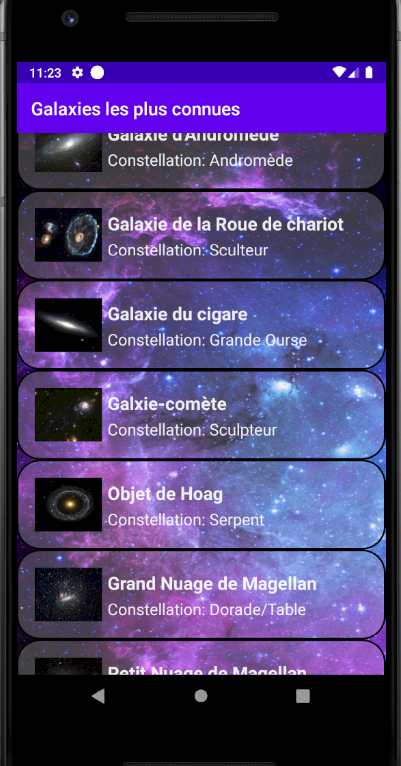 11:23
Galaxies les plus connues
Galaxie d'Andromède
Constellation: Andromède
Galaxie de la Roue de chariot
Constellation: Sculteur
Galaxie du cigare
Constellation: Grande Ourse
Galxie-comète
Constellation: Sculpteur
Objet de Hoag
Constellation: Serpent
Grand Nuage de Magellan
Constellation: Dorade/Table
Petit Nuage de Magellan